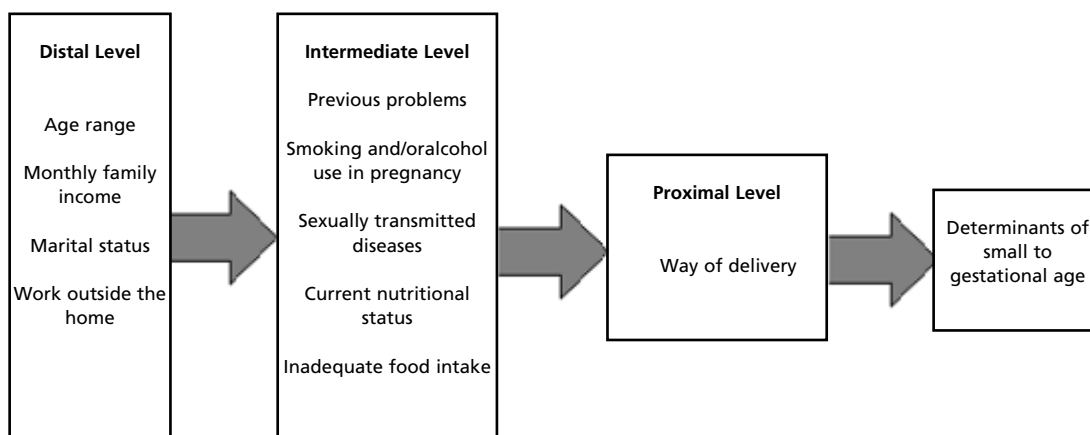 Distal Level
Age range
Monthly family
income
Marital status
Work outside the
home
Intermediate Level
Previous problems
Smoking and/oralcohol
use in pregnancy
Sexually transmitted
diseases
Current nutritional
status
Inadequate food intake
Proximal Level
Way of delivery
Determinants of
small to
gestational age